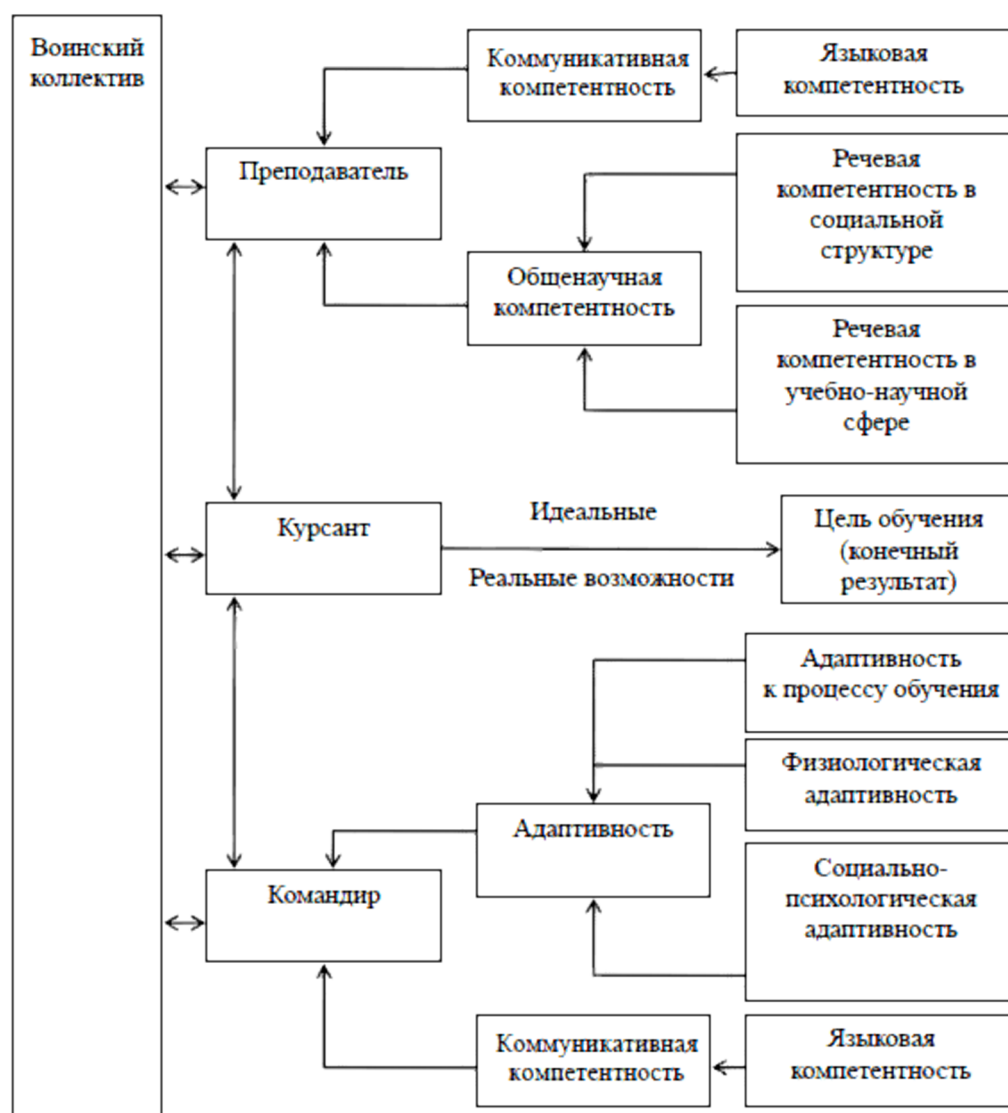 Воинский
коллектив
Коммуникативная
компетентность
Языковая
компетентность
Преподаватель
Речевая
компетентность в
социальной
структуре
Общенаучная
компетентность
Речевая
компетентность в
учебно-научной
сфере
Курсант
Идеальные
Реальные возможности
Цель обучения
(конечный
результат)
Адаптивность
к процессу обучения
Физиологическая
адаптивность
Адаптивность
Социально-
психологическая
адаптивность
Командир
Коммуникативная
компетентность
Языковая
компетентность